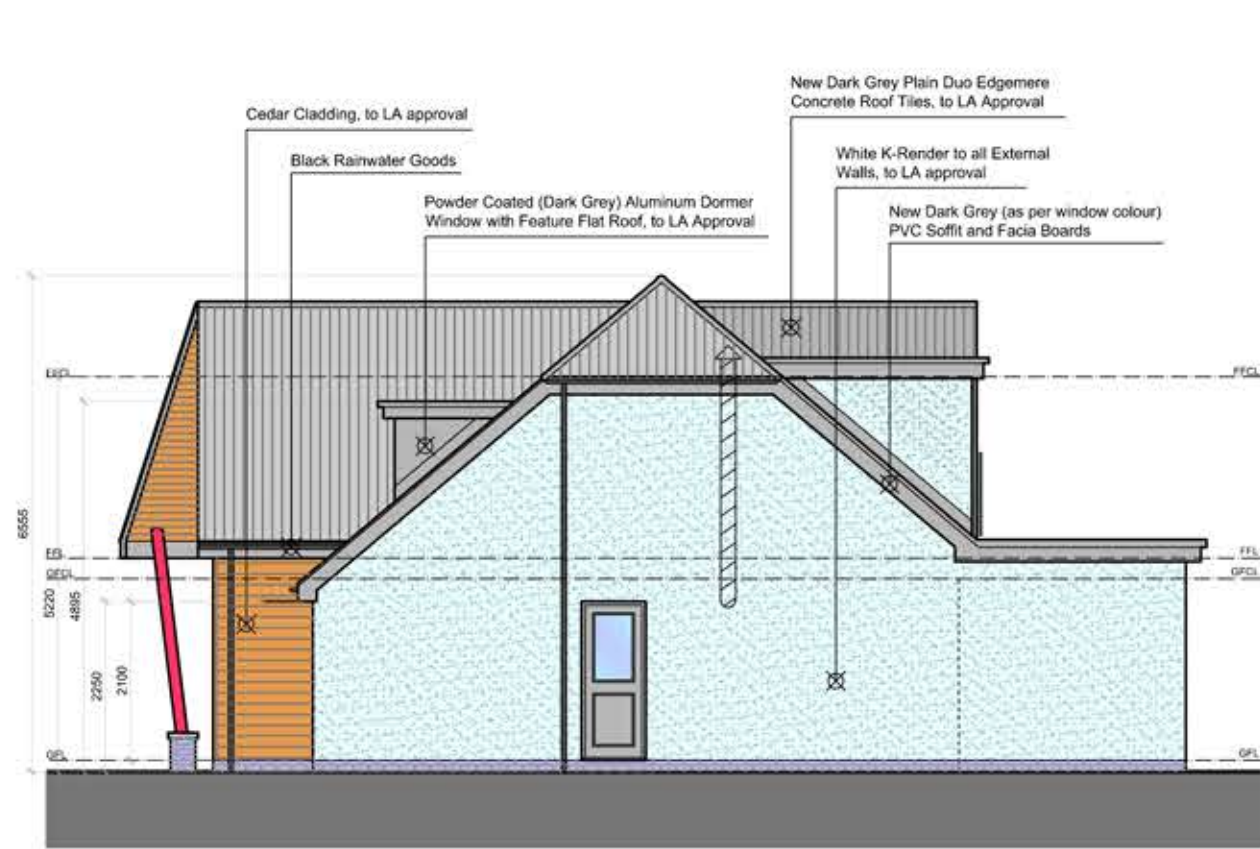 New Dark Grey Plain Duo Edgemere
Concrete Roof Tiles, to LA Approval
Cedar Cladding, to LA approval
Black Rainwater Goods
White K-Render to all External
Walls, to LA approval
Powder Coated (Dark Grey) Aluminum Dormer
Window with Feature Flat Roof, to LA Approval
New Dark Grey (as per window colour)
PVC Soffit and Facia Boards
FFCL
FFCL
6555
FFL
FFL
GFCL
GFCL
5220
4895
2250
2100
GFL
GFL